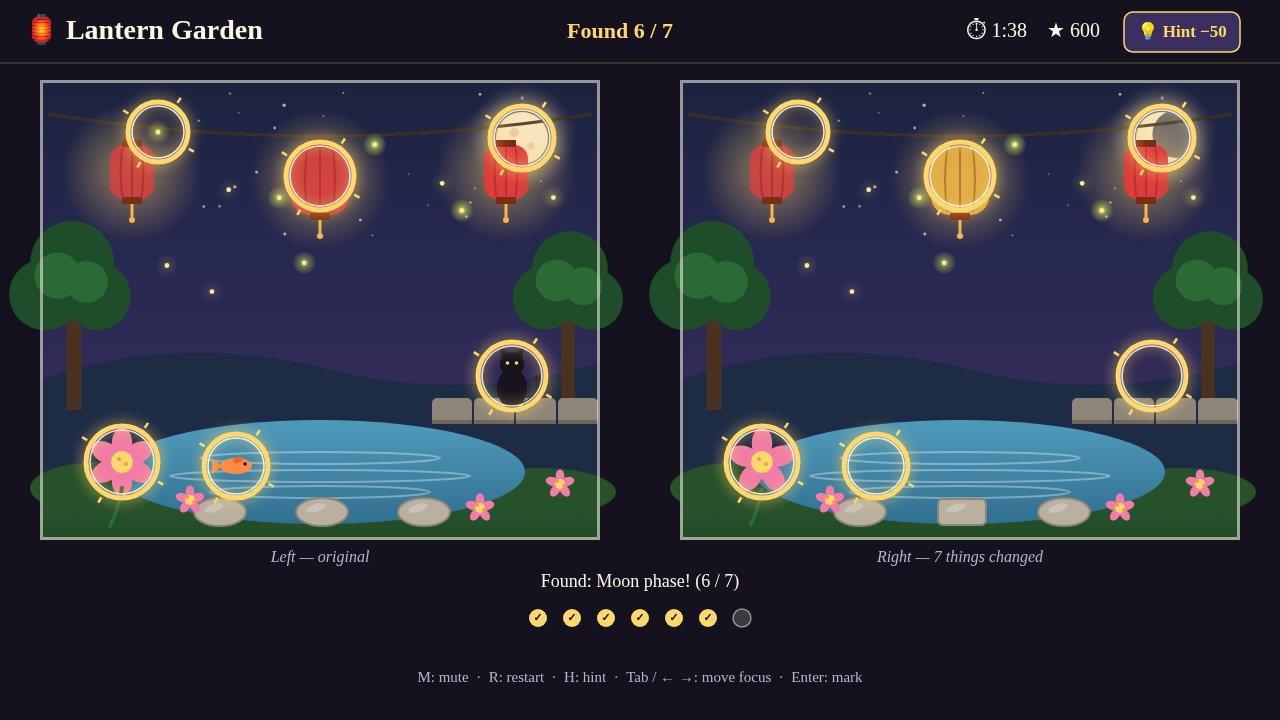 Lantern Garden
Found 6 / 7
1:38
★ 600
Hint −50
Left — original
Right — 7 things changed
Found: Moon phase! (6 / 7)
M: mute · R: restart · H: hint · Tab / ← →: move focus · Enter: mark